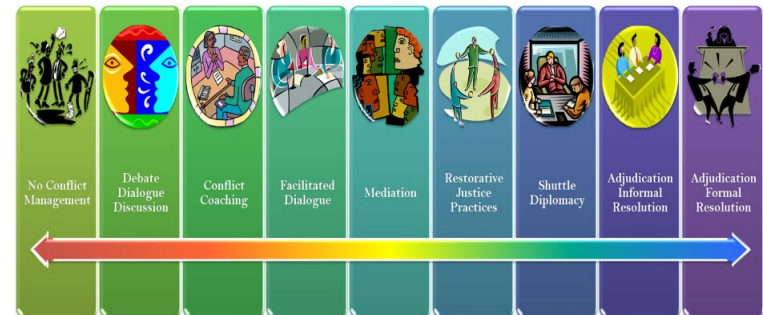 No Conflict
Management
Debate
Dialogue
Discussion
Conflict
Coaching
Facilitated
Dialogue
Mediation
Restorative
Justice
Practices
Shuttle
Diplomacy
Adjudication
Informal
Resolution
Adjudication
Formal
Resolution